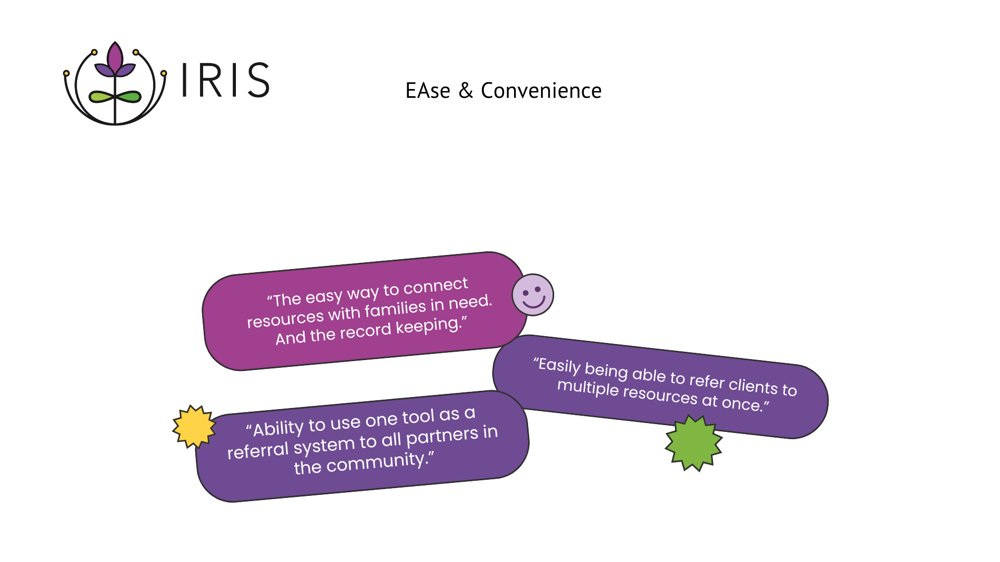 IRIS
EAse & Convenience
“The easy way to connect
resources with families in need.
And the record keeping.”
“Easily being able to refer clients to
multiple resources at once.”
“Ability to use one tool as a
referral system to all partners in
the community.”